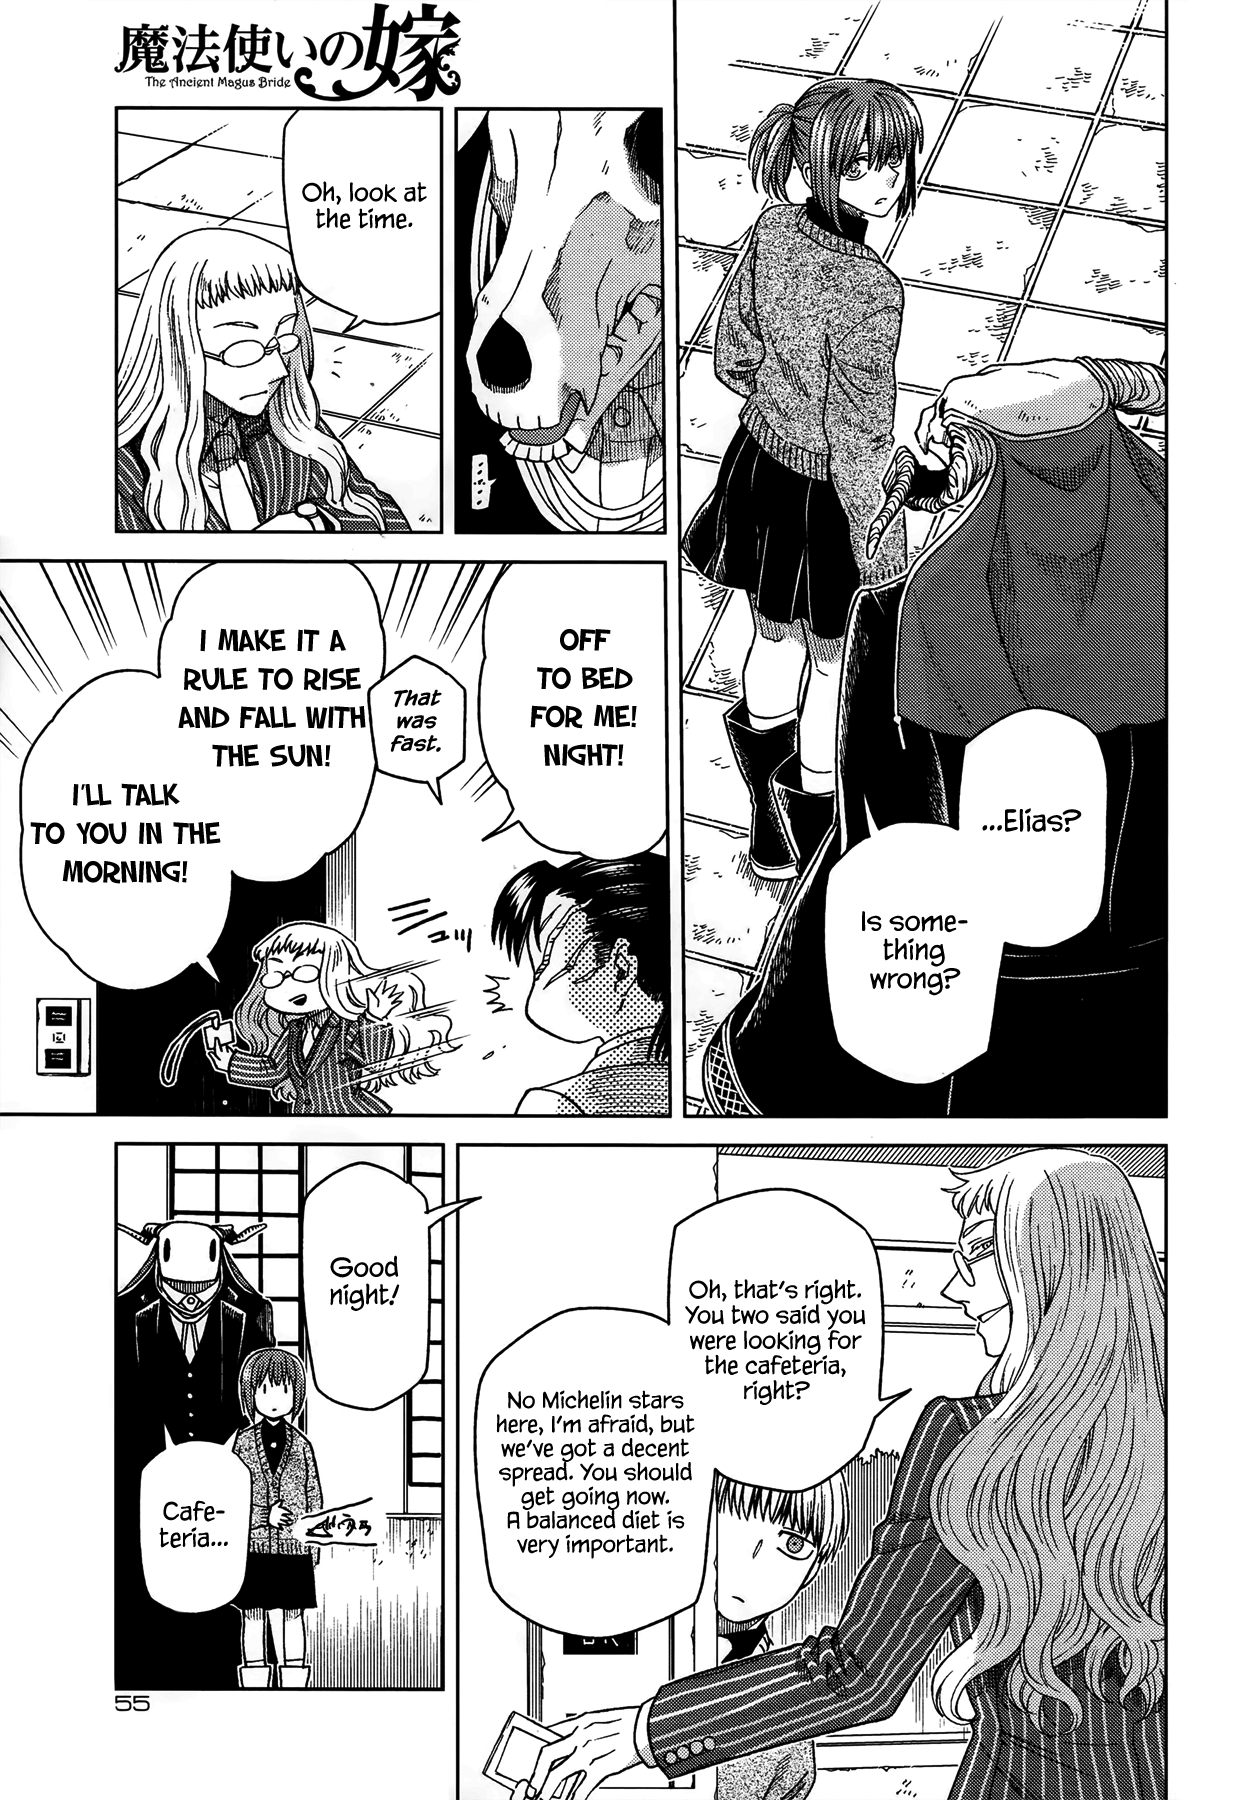 魔法使いの嫁
The Ancient Magus Bride
...Elias?
Is some-
thing
wrong?
Oh, look at
the time.
OFF
TO BED
FOR ME!
NIGHT!
That
was
fast.
I MAKE IT A
RULE TO RISE
AND FALL WITH
THE SUN!
I'LL TALK
TO YOU IN THE
MORNING!
Oh, that's right.
You two said you
were looking for
the cafeteria,
right?
No Michelin stars
here, I'm afraid, but
we've got a decent
spread. You should
get going now.
A balanced diet is
very important.
Good
night!
Cafe-
teria...
55